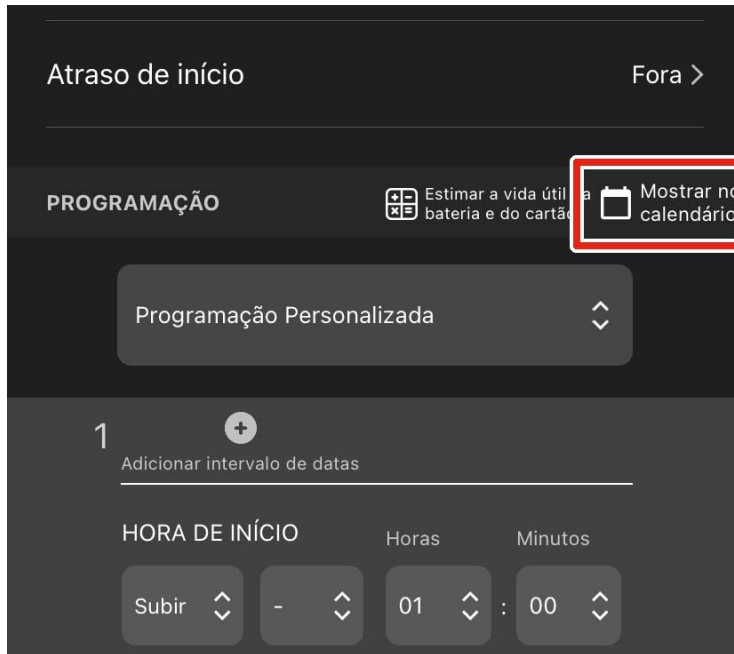 Atraso de início Fora
PROGRAMAÇÃO
Estimar a vida útil a
bateria e do cartão
Mostrar no
calendário
Programação Personalizada
1
Adicionar intervalo de datas
HORA DE INÍCIO Horas Minutos
Subir - 01 : 00